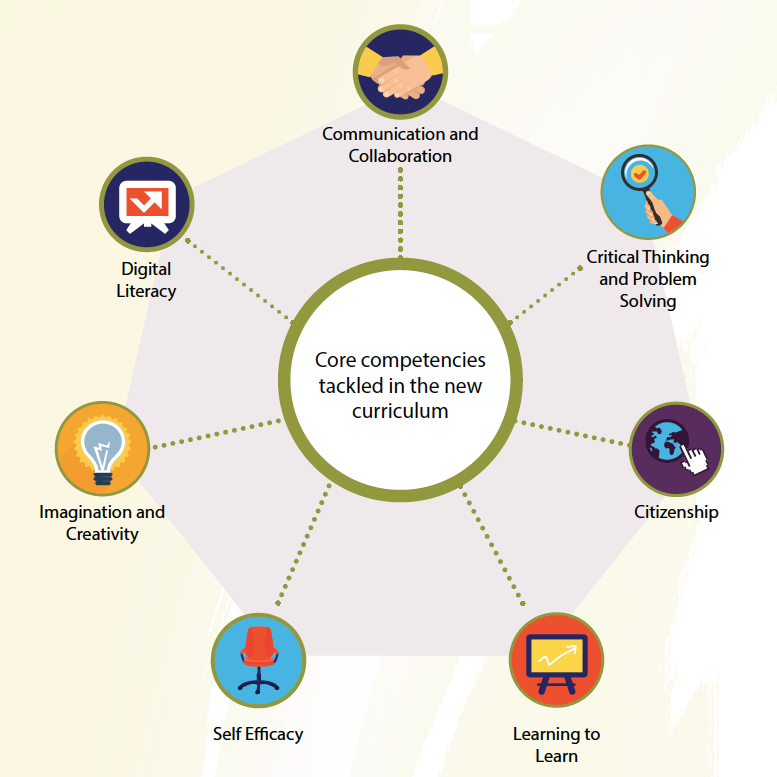 Communication and
Collaboration
Critical Thinking
and Problem
Solving
Digital
Literacy
Core competencies
tackled in the new
curriculum
Imagination and
Creativity
Citizenship
Self Efficacy
Learning to
Learn